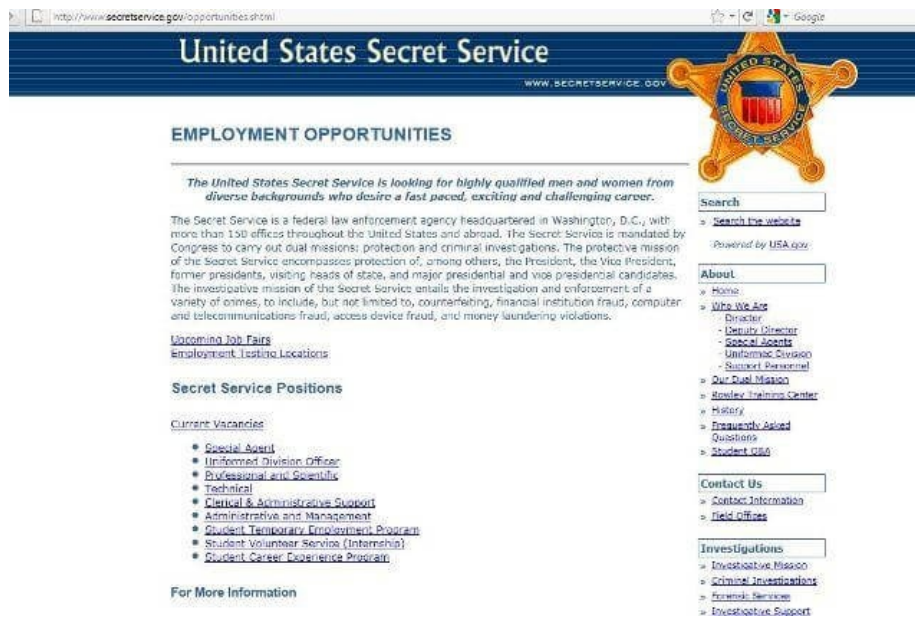 http://www.secretservice.gov/opportunities.shtml
Google
United States Secret Service
WWW.SECRETSERVICE.GOV
UNITED STATES
SECRET SERVICE
EMPLOYMENT OPPORTUNITIES
The United States Secret Service is looking for highly qualified men and women from
diverse backgrounds who desire a fast paced, exciting and challenging career.
The Secret Service is a federal law enforcement agency headquartered in Washington, D.C., with
more than 150 offices throughout the United States and abroad. The Secret Service is mandated by
Congress to carry out dual missions: protection and criminal investigations. The protective mission
of the Secret Service encompasses protection of, among others, the President, the Vice President,
former presidents, visiting heads of state, and major presidential and vice presidential candidates.
The investigative mission of the Secret Service entails the investigation and enforcement of a
variety of crimes, to include, but not limited to, counterfeiting, financial institution fraud, computer
and telecommunications fraud, access device fraud, and money laundering violations.
Upcoming Job Fairs
Employment Testing Locations
Secret Service Positions
Current Vacancies
Special Agent
Uniformed Division Officer
Professional and Scientific
Technical
Clerical & Administrative Support
Administrative and Management
Student Temporary Employment Program
Student Volunteer Service (Internship)
Student Career Experience Program
For More Information
Search
» Search the website
Powered by USA.gov
About
» Home
» Who We Are
- Director
- Deputy Director
- Special Agents
- Uniformed Division
- Support Personnel
» Our Dual Mission
» Rowley Training Center
» History
» Frequently Asked
Questions
» Student Q&A
Contact Us
» Contact Information
» Field Offices
Investigations
» Investigative Mission
» Criminal Investigations
» Forensic Services
» Investigative Support